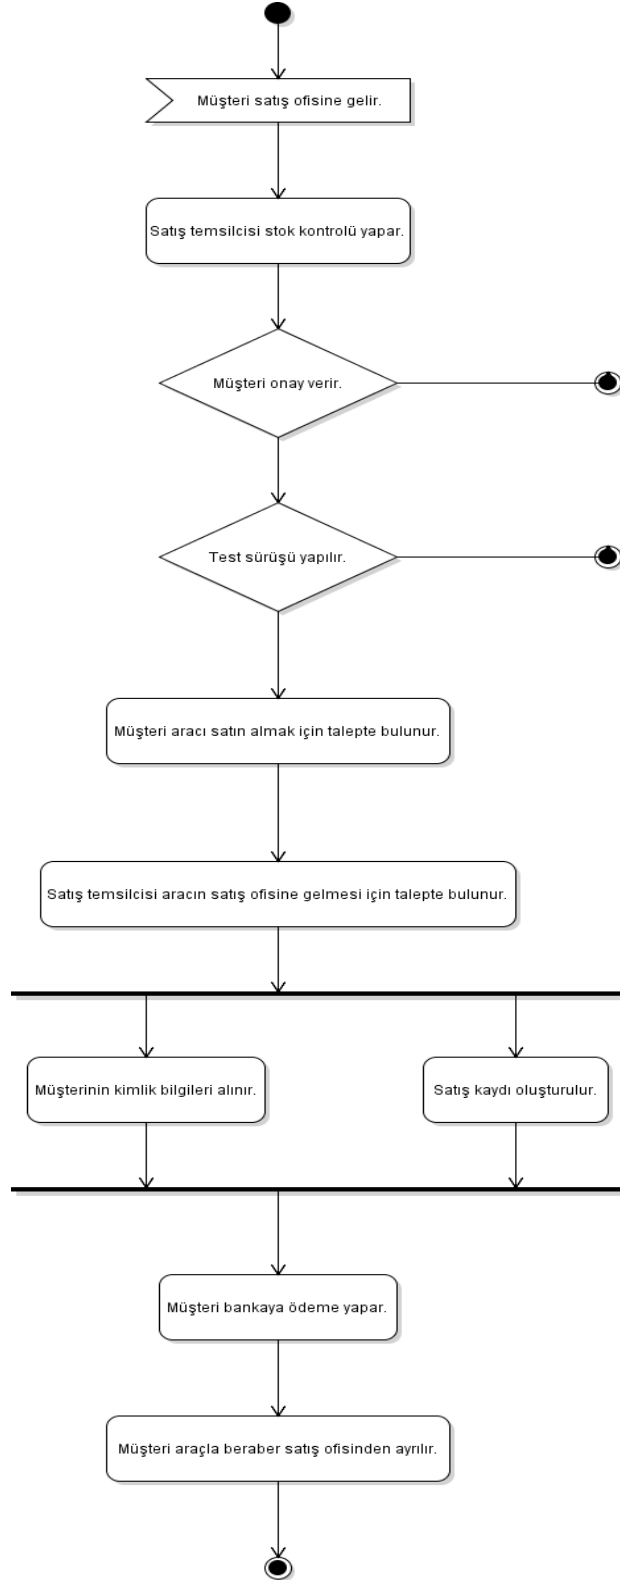 Müşteri satış ofisine gelir.
Satış temsilcisi stok kontrolü yapar.
Müşteri onay verir.
Test sürüşü yapılır.
Müşteri aracı satın almak için talepte bulunur.
Satış temsilcisi aracın satış ofisine gelmesi için talepte bulunur.
Müşterinin kimlik bilgileri alınır.
Satış kaydı oluşturulur.
Müşteri bankaya ödeme yapar.
Müşteri araçla beraber satış ofisinden ayrılır.